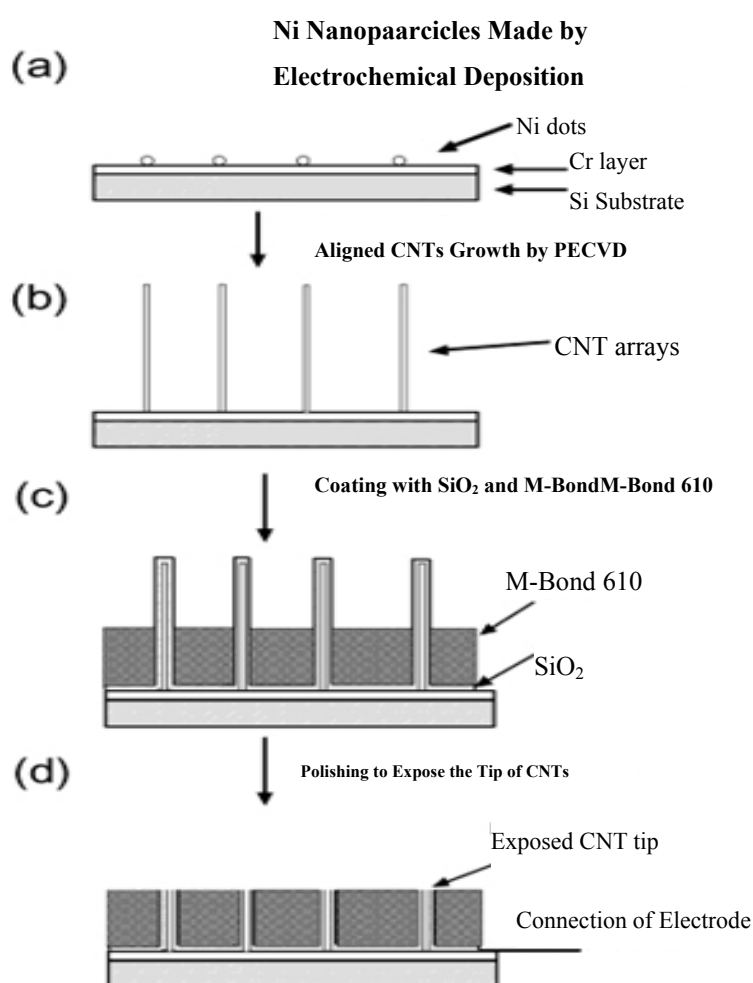 Ni Nanopaarcicles Made by
Electrochemical Deposition
(a)
Ni dots
Cr layer
Si Substrate
Aligned CNTs Growth by PECVD
(b)
CNT arrays
Coating with SiO₂ and M-BondM-Bond 610
(c)
M-Bond 610
SiO₂
(d)
Polishing to Expose the Tip of CNTs
Exposed CNT tip
Connection of Electrode